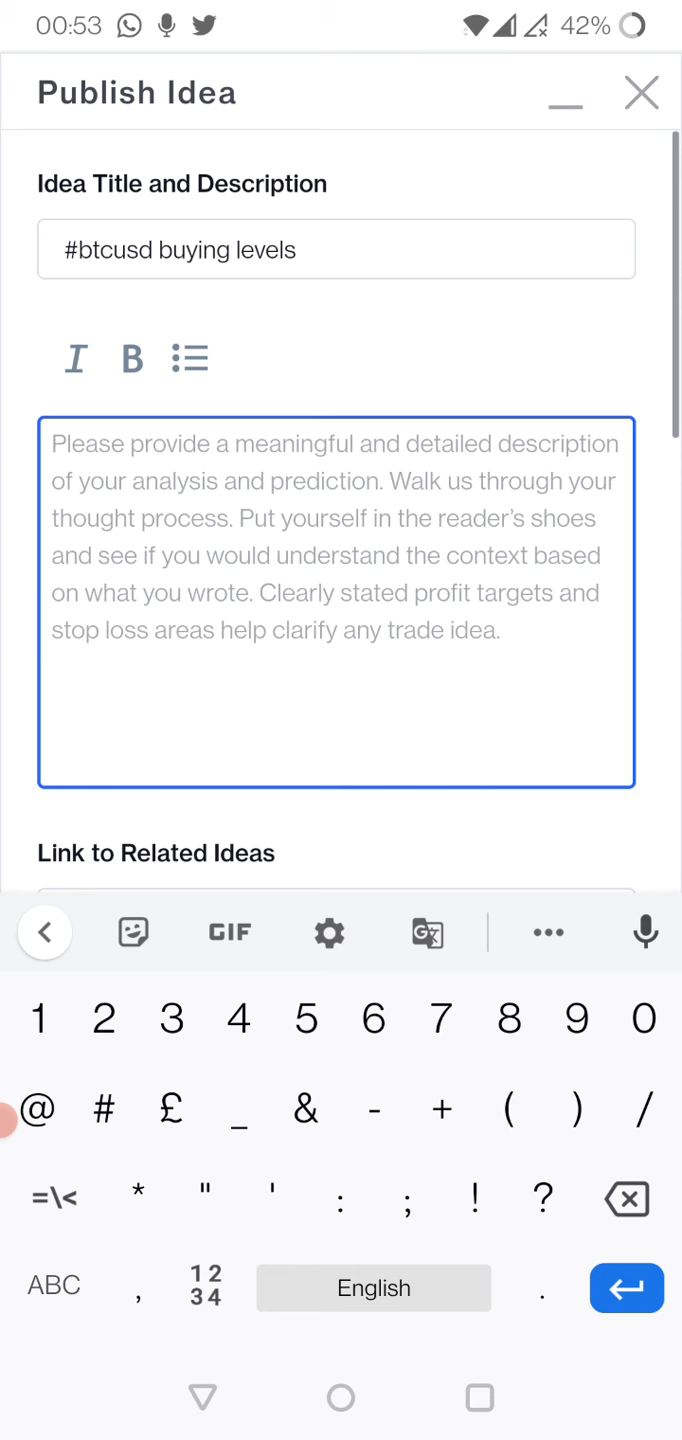 00:53 42%
Publish Idea
Idea Title and Description
#btcusd buying levels
I B
Please provide a meaningful and detailed description
of your analysis and prediction. Walk us through your
thought process. Put yourself in the reader's shoes
and see if you would understand the context based
on what you wrote. Clearly stated profit targets and
stop loss areas help clarify any trade idea.
Link to Related Ideas
GIF
1 2 3 4 5 6 7 8 9 0
@ # £ _ & - + ( ) /
=\< * " ' : ; ! ?
ABC , 12 34 English .